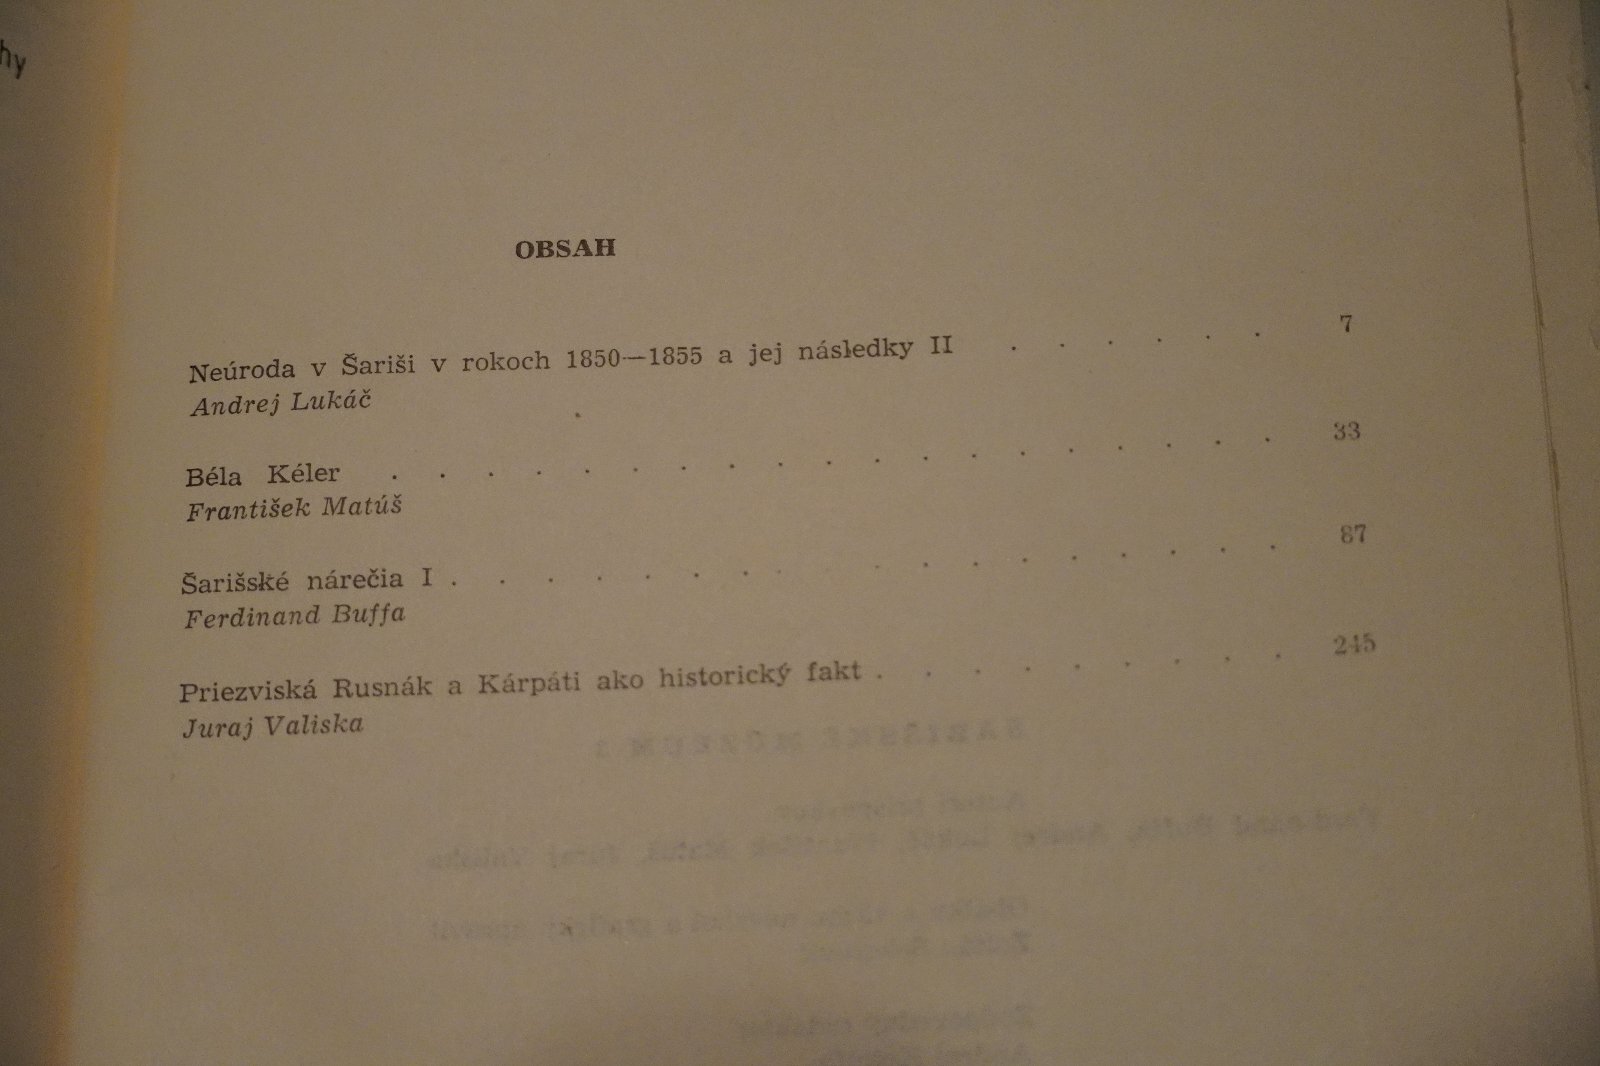 hy
OBSAH
Neúroda v Šariši v rokoch 1850—1855 a jej následky II . . . . . . 7
Andrej Lukáč
Béla Kéler . . . . . . . . . . . . . . . . . . . 33
František Matúš
Šarišské nárečia I . . . . . . . . . . . . . . . . . . 87
Ferdinand Buffa
Priezviská Rusnák a Kárpáti ako historický fakt . . . . . . . . . 245
Juraj Valiska